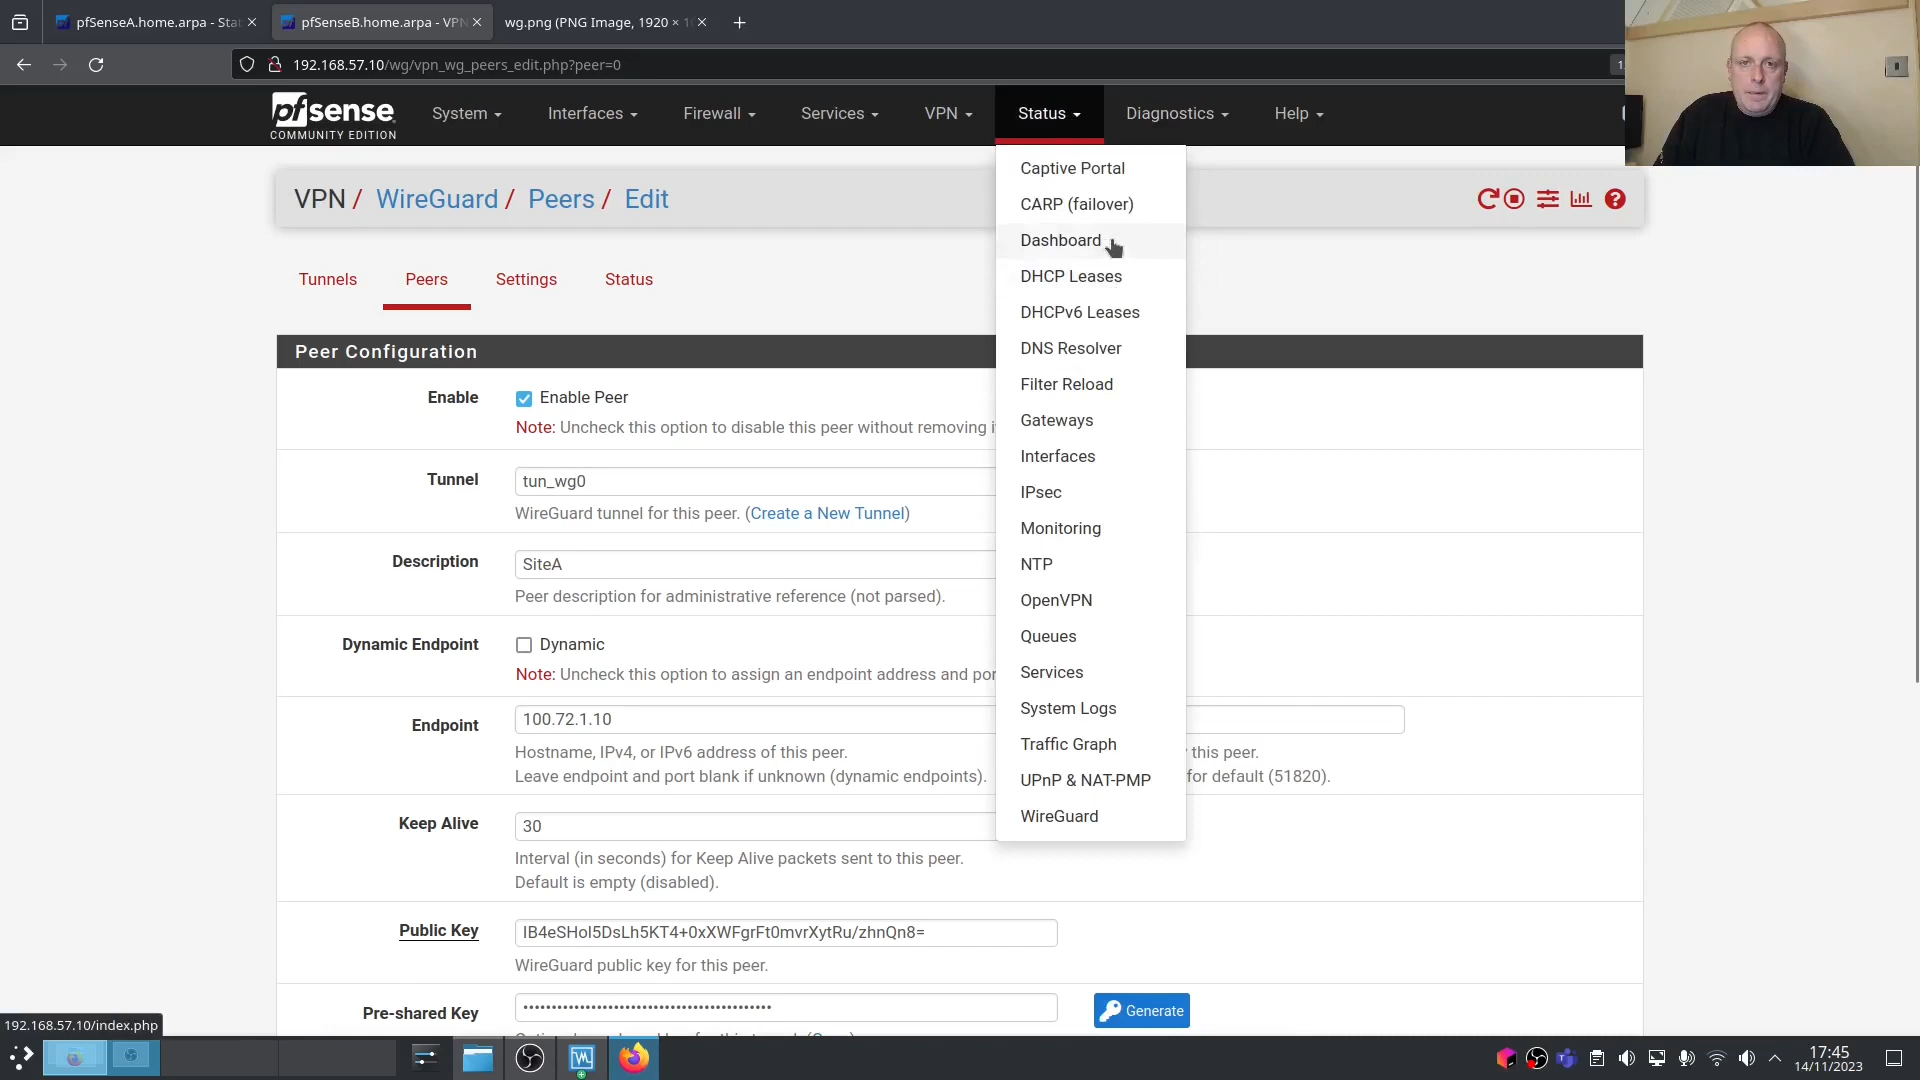 pfSenseA.home.arpa - Sta
pfSenseB.home.arpa - VPN
wg.png (PNG Image, 1920 ×
192.168.57.10/wg/vpn_wg_peers_edit.php?peer=0
pfsense
COMMUNITY EDITION
System
Interfaces
Firewall
Services
VPN
Status
Diagnostics
Help
VPN / WireGuard / Peers / Edit
Tunnels
Peers
Settings
Status
Captive Portal
CARP (failover)
Dashboard
DHCP Leases
DHCPv6 Leases
DNS Resolver
Filter Reload
Gateways
Interfaces
IPsec
Monitoring
NTP
OpenVPN
Queues
Services
System Logs
Traffic Graph
UPnP & NAT-PMP
WireGuard
Peer Configuration
Enable
Enable Peer
Note: Uncheck this option to disable this peer without removing
Tunnel
tun_wg0
WireGuard tunnel for this peer. (Create a New Tunnel)
Description
SiteA
Peer description for administrative reference (not parsed).
Dynamic Endpoint
Dynamic
Note: Uncheck this option to assign an endpoint address and por
Endpoint
100.72.1.10
Hostname, IPv4, or IPv6 address of this peer.
this peer.
Leave endpoint and port blank if unknown (dynamic endpoints).
for default (51820).
Keep Alive
30
Interval (in seconds) for Keep Alive packets sent to this peer.
Default is empty (disabled).
Public Key
IB4eSHol5DsLh5KT4+0xXWFgrFt0mvrXytRu/zhnQn8=
WireGuard public key for this peer.
Pre-shared Key
Generate
192.168.57.10/index.php
17:45
14/11/2023